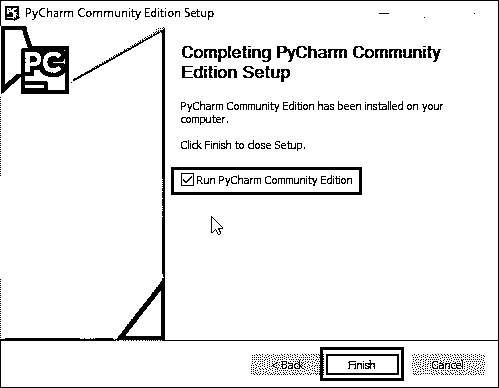 PyCharm Community Edition Setup
PC
Completing PyCharm Community
Edition Setup
PyCharm Community Edition has been installed on your
computer.
Click Finish to close Setup.
Run PyCharm Community Edition
< Back
Finish
Cancel